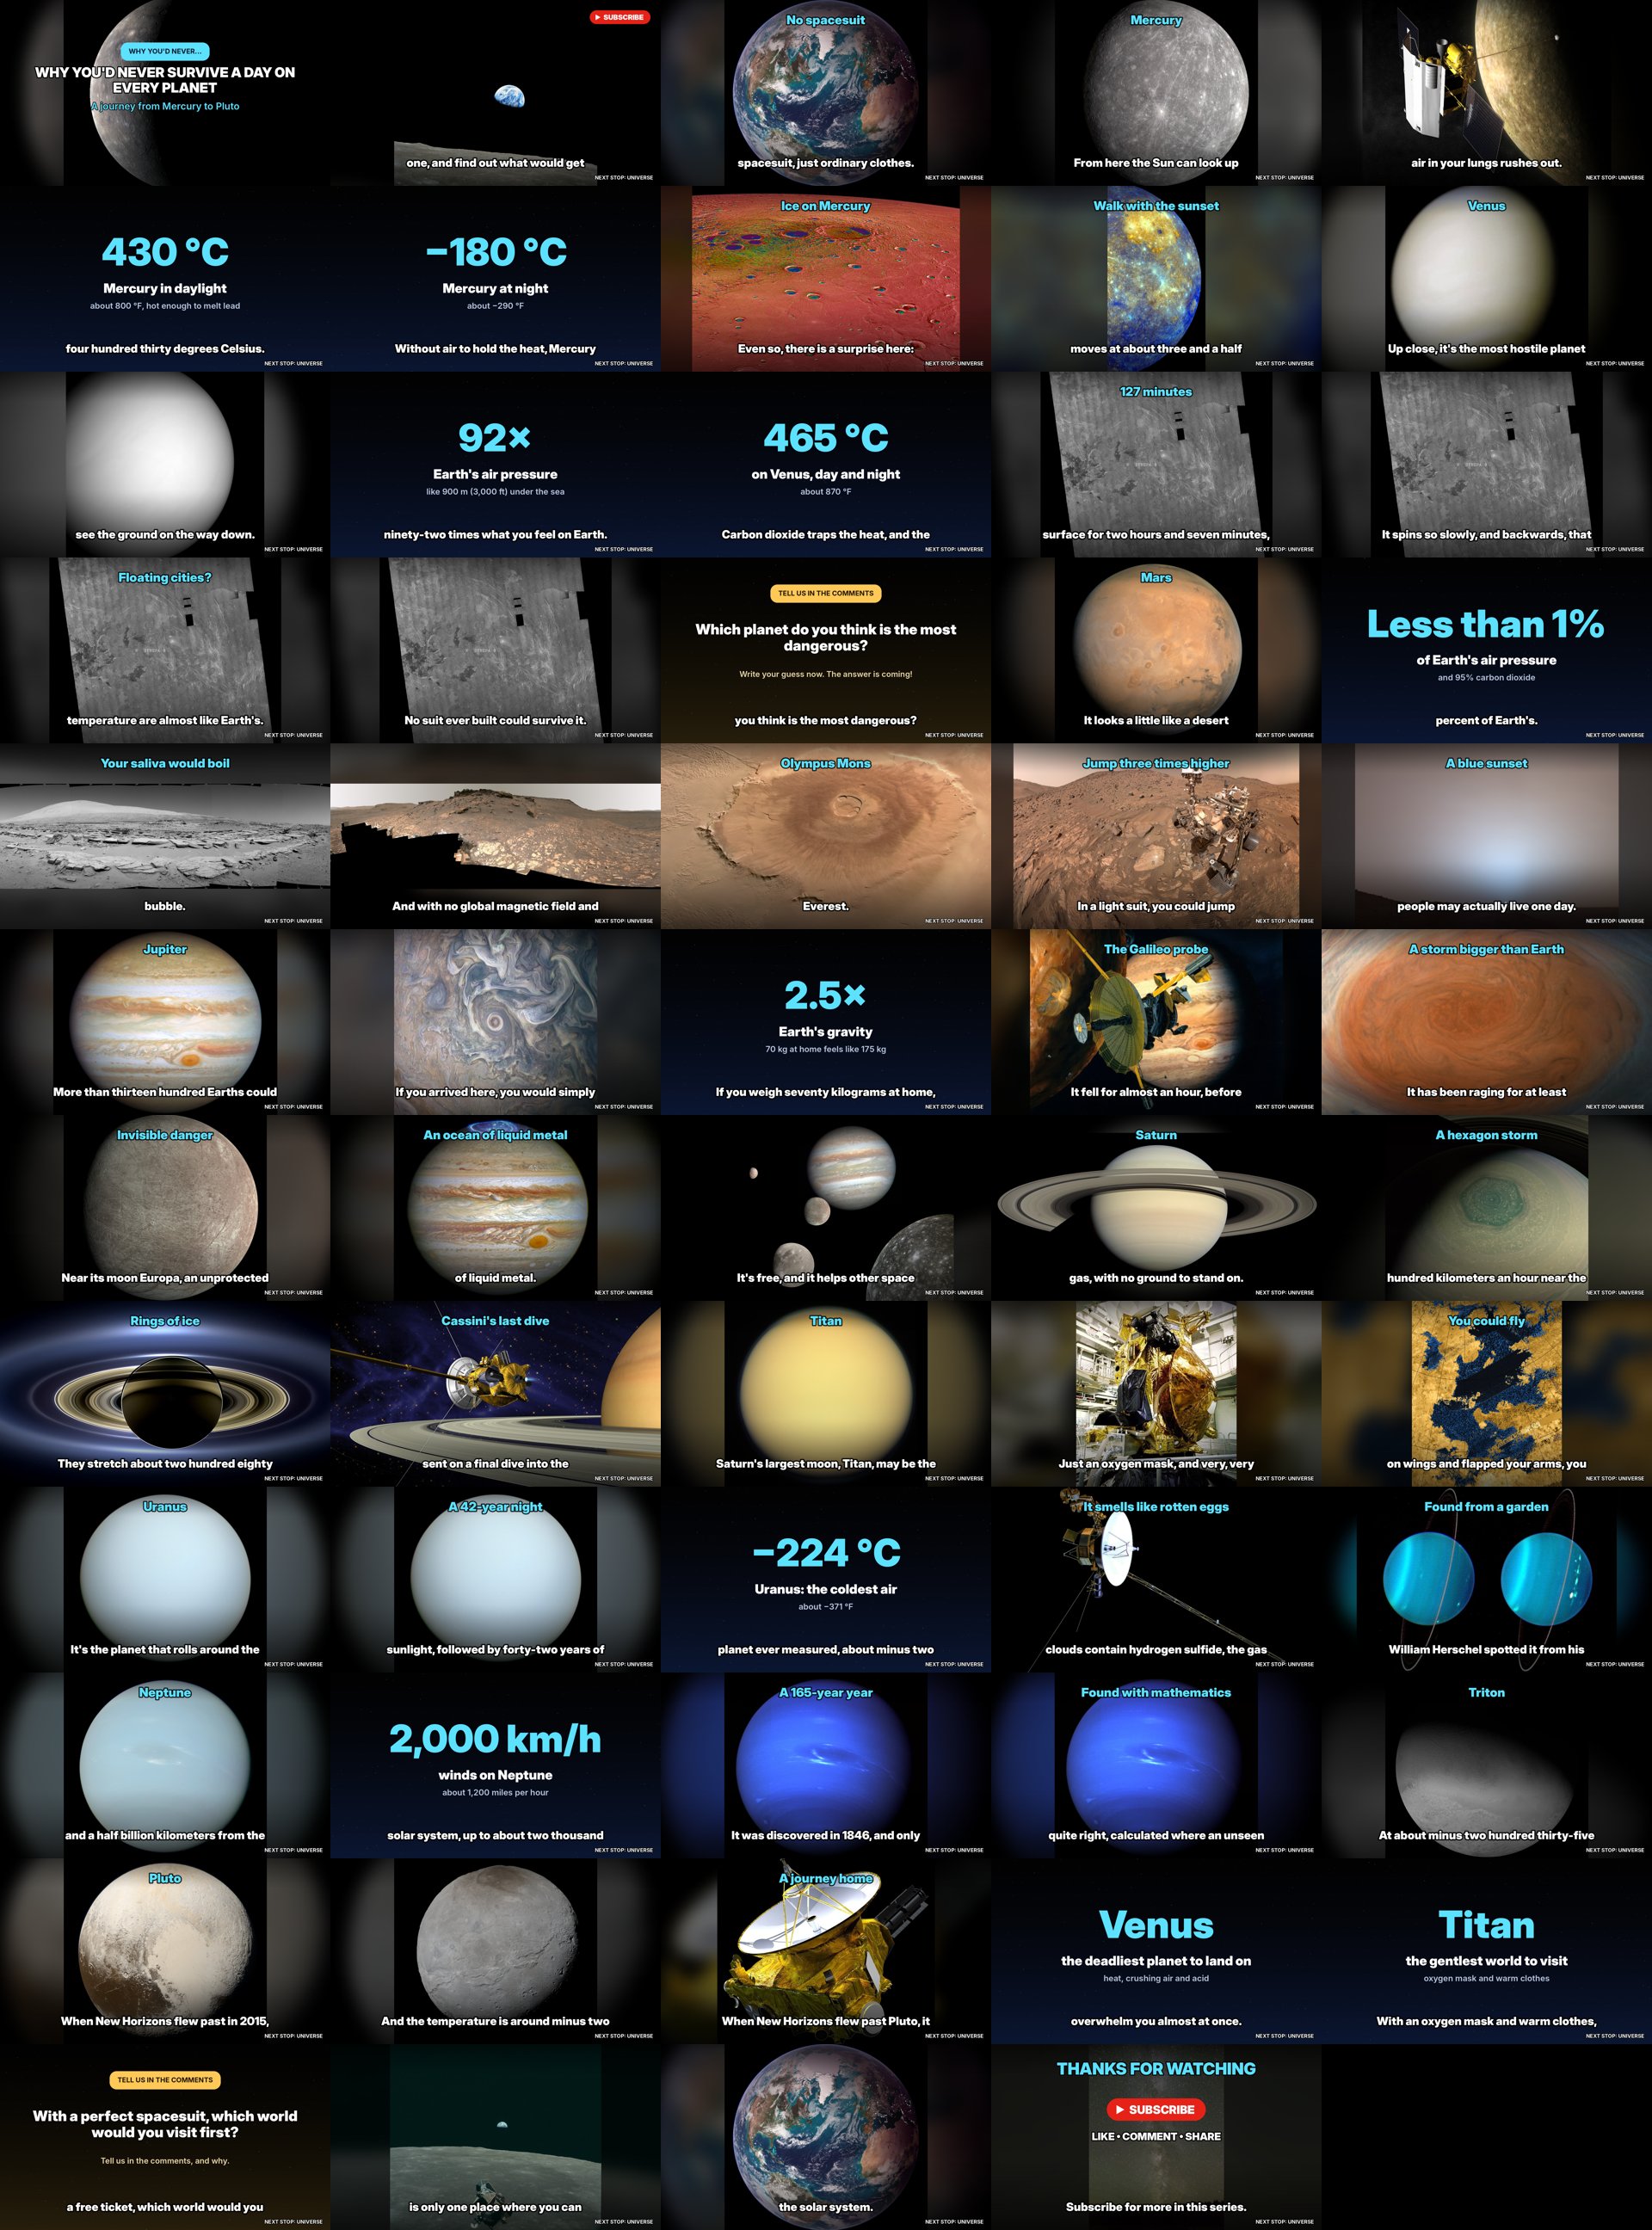 WHY YOU'D NEVER...
WHY YOU'D NEVER SURVIVE A DAY ON
EVERY PLANET
A journey from Mercury to Pluto
SUBSCRIBE
one, and find out what would get
NEXT STOP: UNIVERSE
No spacesuit
spacesuit, just ordinary clothes.
NEXT STOP: UNIVERSE
Mercury
From here the Sun can look up
NEXT STOP: UNIVERSE
air in your lungs rushes out.
NEXT STOP: UNIVERSE
430 °C
Mercury in daylight
about 800 °F, hot enough to melt lead
four hundred thirty degrees Celsius.
NEXT STOP: UNIVERSE
−180 °C
Mercury at night
about −290 °F
Without air to hold the heat, Mercury
NEXT STOP: UNIVERSE
Ice on Mercury
Even so, there is a surprise here:
NEXT STOP: UNIVERSE
Walk with the sunset
moves at about three and a half
NEXT STOP: UNIVERSE
Venus
Up close, it's the most hostile planet
NEXT STOP: UNIVERSE
see the ground on the way down.
NEXT STOP: UNIVERSE
92×
Earth's air pressure
like 900 m (3,000 ft) under the sea
ninety-two times what you feel on Earth.
NEXT STOP: UNIVERSE
465 °C
on Venus, day and night
about 870 °F
Carbon dioxide traps the heat, and the
NEXT STOP: UNIVERSE
127 minutes
surface for two hours and seven minutes,
NEXT STOP: UNIVERSE
It spins so slowly, and backwards, that
NEXT STOP: UNIVERSE
Floating cities?
temperature are almost like Earth's.
NEXT STOP: UNIVERSE
No suit ever built could survive it.
NEXT STOP: UNIVERSE
TELL US IN THE COMMENTS
Which planet do you think is the most
dangerous?
Write your guess now. The answer is coming!
you think is the most dangerous?
NEXT STOP: UNIVERSE
Mars
It looks a little like a desert
NEXT STOP: UNIVERSE
Less than 1%
of Earth's air pressure
and 95% carbon dioxide
percent of Earth's.
NEXT STOP: UNIVERSE
Your saliva would boil
bubble.
NEXT STOP: UNIVERSE
And with no global magnetic field and
NEXT STOP: UNIVERSE
Olympus Mons
Everest.
NEXT STOP: UNIVERSE
Jump three times higher
In a light suit, you could jump
NEXT STOP: UNIVERSE
A blue sunset
people may actually live one day.
NEXT STOP: UNIVERSE
Jupiter
More than thirteen hundred Earths could
NEXT STOP: UNIVERSE
If you arrived here, you would simply
NEXT STOP: UNIVERSE
2.5×
Earth's gravity
70 kg at home feels like 175 kg
If you weigh seventy kilograms at home,
NEXT STOP: UNIVERSE
The Galileo probe
It fell for almost an hour, before
NEXT STOP: UNIVERSE
A storm bigger than Earth
It has been raging for at least
NEXT STOP: UNIVERSE
Invisible danger
Near its moon Europa, an unprotected
NEXT STOP: UNIVERSE
An ocean of liquid metal
of liquid metal.
NEXT STOP: UNIVERSE
It's free, and it helps other space
NEXT STOP: UNIVERSE
Saturn
gas, with no ground to stand on.
NEXT STOP: UNIVERSE
A hexagon storm
hundred kilometers an hour near the
NEXT STOP: UNIVERSE
Rings of ice
They stretch about two hundred eighty
NEXT STOP: UNIVERSE
Cassini's last dive
sent on a final dive into the
NEXT STOP: UNIVERSE
Titan
Saturn's largest moon, Titan, may be the
NEXT STOP: UNIVERSE
Just an oxygen mask, and very, very
NEXT STOP: UNIVERSE
You could fly
on wings and flapped your arms, you
NEXT STOP: UNIVERSE
Uranus
It's the planet that rolls around the
NEXT STOP: UNIVERSE
A 42-year night
sunlight, followed by forty-two years of
NEXT STOP: UNIVERSE
−224 °C
Uranus: the coldest air
about −371 °F
planet ever measured, about minus two
NEXT STOP: UNIVERSE
It smells like rotten eggs
clouds contain hydrogen sulfide, the gas
NEXT STOP: UNIVERSE
Found from a garden
William Herschel spotted it from his
NEXT STOP: UNIVERSE
Neptune
and a half billion kilometers from the
NEXT STOP: UNIVERSE
2,000 km/h
winds on Neptune
about 1,200 miles per hour
solar system, up to about two thousand
NEXT STOP: UNIVERSE
A 165-year year
It was discovered in 1846, and only
NEXT STOP: UNIVERSE
Found with mathematics
quite right, calculated where an unseen
NEXT STOP: UNIVERSE
Triton
At about minus two hundred thirty-five
NEXT STOP: UNIVERSE
Pluto
When New Horizons flew past in 2015,
NEXT STOP: UNIVERSE
And the temperature is around minus two
NEXT STOP: UNIVERSE
A journey home
When New Horizons flew past Pluto, it
NEXT STOP: UNIVERSE
Venus
the deadliest planet to land on
heat, crushing air and acid
overwhelm you almost at once.
NEXT STOP: UNIVERSE
Titan
the gentlest world to visit
oxygen mask and warm clothes
With an oxygen mask and warm clothes,
NEXT STOP: UNIVERSE
TELL US IN THE COMMENTS
With a perfect spacesuit, which world
would you visit first?
Tell us in the comments, and why.
a free ticket, which world would you
NEXT STOP: UNIVERSE
is only one place where you can
NEXT STOP: UNIVERSE
the solar system.
NEXT STOP: UNIVERSE
THANKS FOR WATCHING
SUBSCRIBE
LIKE • COMMENT • SHARE
Subscribe for more in this series.
NEXT STOP: UNIVERSE